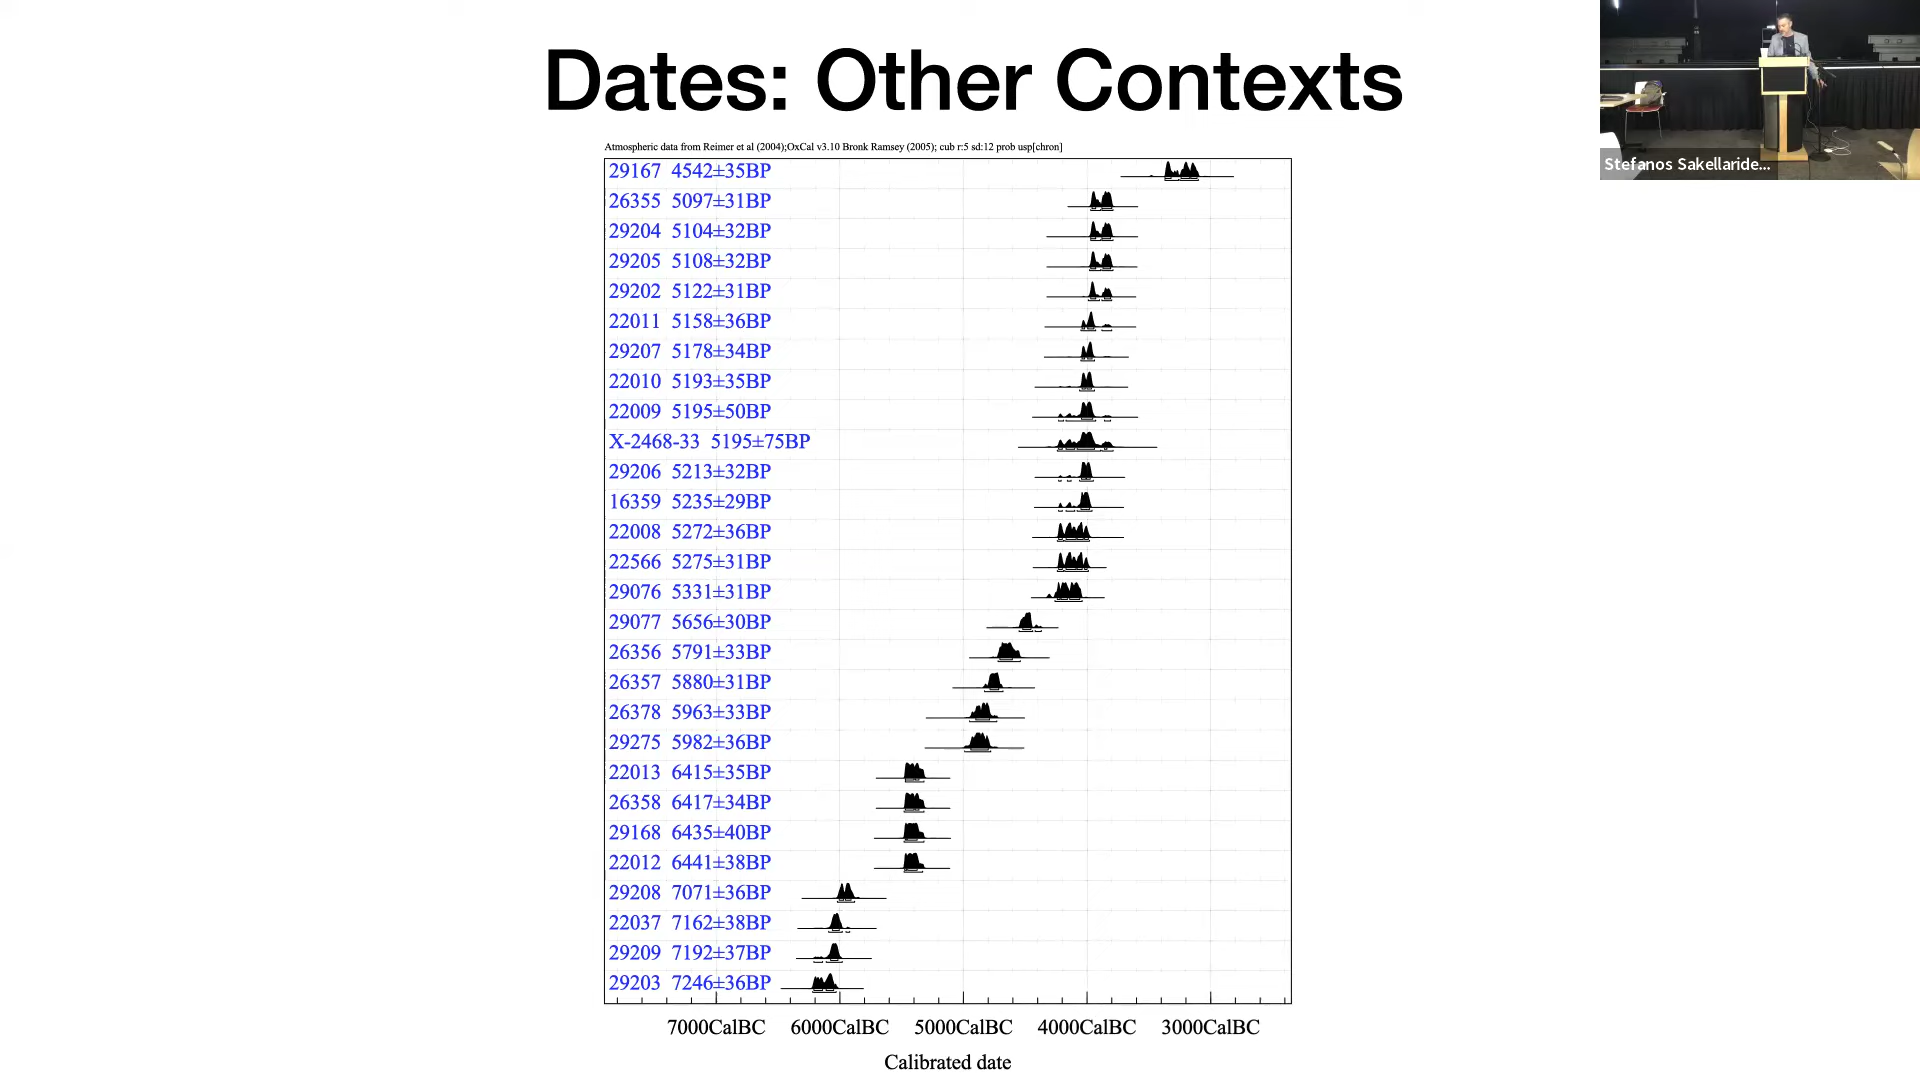 Dates: Other Contexts
Stefanos Sakellaride...
Atmospheric data from Reimer et al (2004);OxCal v3.10 Bronk Ramsey (2005); cub r:5 sd:12 prob usp[chron]
29167 4542±35BP
26355 5097±31BP
29204 5104±32BP
29205 5108±32BP
29202 5122±31BP
22011 5158±36BP
29207 5178±34BP
22010 5193±35BP
22009 5195±50BP
X-2468-33 5195±75BP
29206 5213±32BP
16359 5235±29BP
22008 5272±36BP
22566 5275±31BP
29076 5331±31BP
29077 5656±30BP
26356 5791±33BP
26357 5880±31BP
26378 5963±33BP
29275 5982±36BP
22013 6415±35BP
26358 6417±34BP
29168 6435±40BP
22012 6441±38BP
29208 7071±36BP
22037 7162±38BP
29209 7192±37BP
29203 7246±36BP
7000CalBC 6000CalBC 5000CalBC 4000CalBC 3000CalBC
Calibrated date